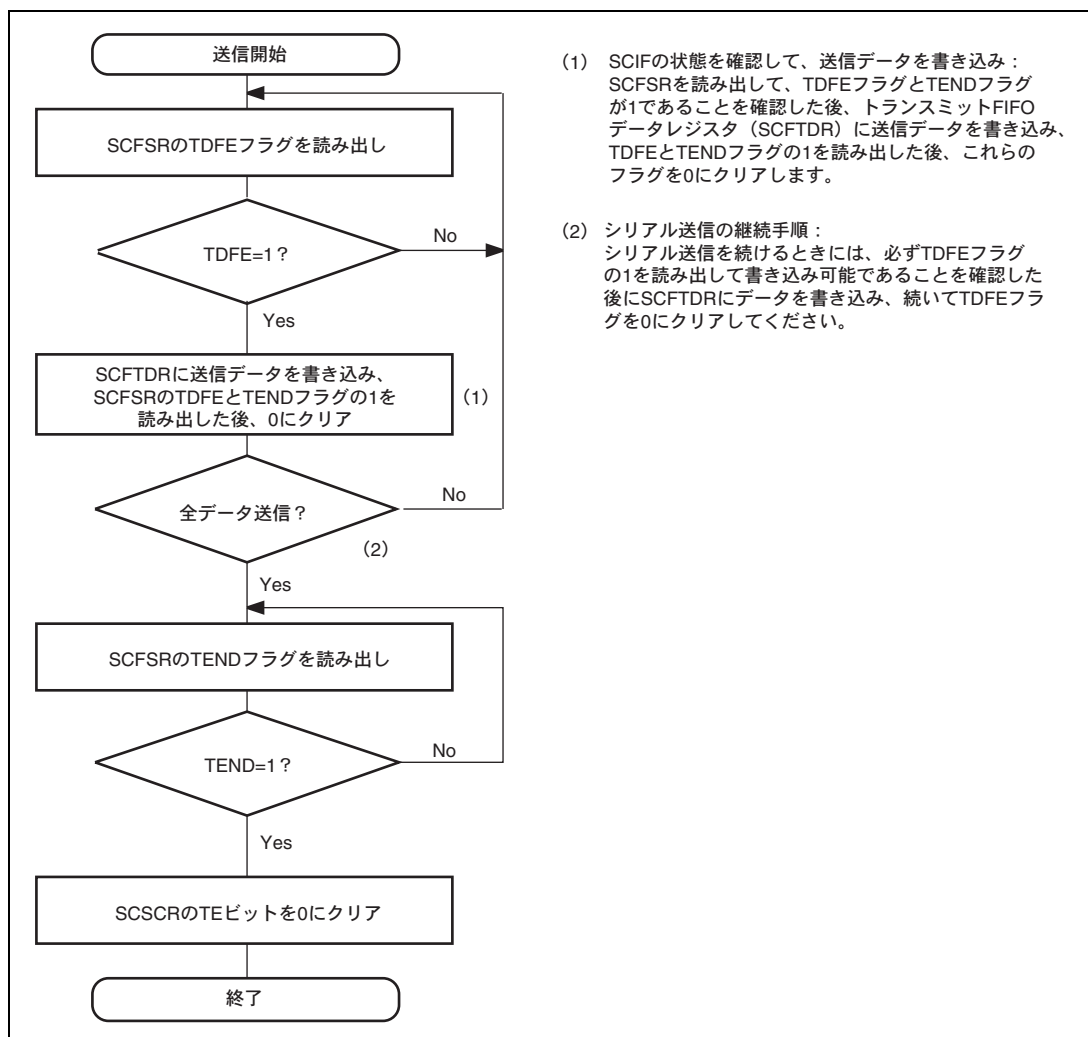 送信開始
SCFSRのTDFEフラグを読み出し
TDFE=1？
No
Yes
SCFTDRに送信データを書き込み、
SCFSRのTDFEとTENDフラグの1を
読み出した後、0にクリア
(1)
全データ送信？
No
(2)
Yes
SCFSRのTENDフラグを読み出し
TEND=1？
No
Yes
SCSCRのTEビットを0にクリア
終了
(1) SCIFの状態を確認して、送信データを書き込み：
SCFSRを読み出して、TDFEフラグとTENDフラグ
が1であることを確認した後、トランスミットFIFO
データレジスタ（SCFTDR）に送信データを書き込み、
TDFEとTENDフラグの1を読み出した後、これらの
フラグを0にクリアします。
(2) シリアル送信の継続手順：
シリアル送信を続けるときには、必ずTDFEフラグ
の1を読み出して書き込み可能であることを確認した
後にSCFTDRにデータを書き込み、続いてTDFEフラ
グを0にクリアしてください。